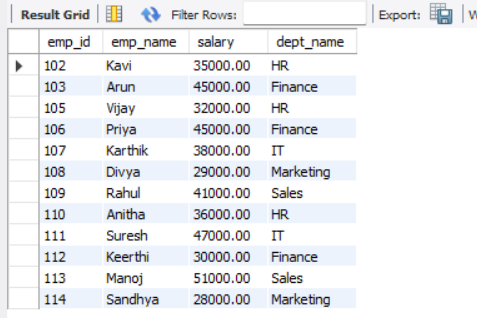 Result Grid Filter Rows: Export:
emp_id emp_name salary dept_name
102 Kavi 35000.00 HR
103 Arun 45000.00 Finance
105 Vijay 32000.00 HR
106 Priya 45000.00 Finance
107 Karthik 38000.00 IT
108 Divya 29000.00 Marketing
109 Rahul 41000.00 Sales
110 Anitha 36000.00 HR
111 Suresh 47000.00 IT
112 Keerthi 30000.00 Finance
113 Manoj 51000.00 Sales
114 Sandhya 28000.00 Marketing